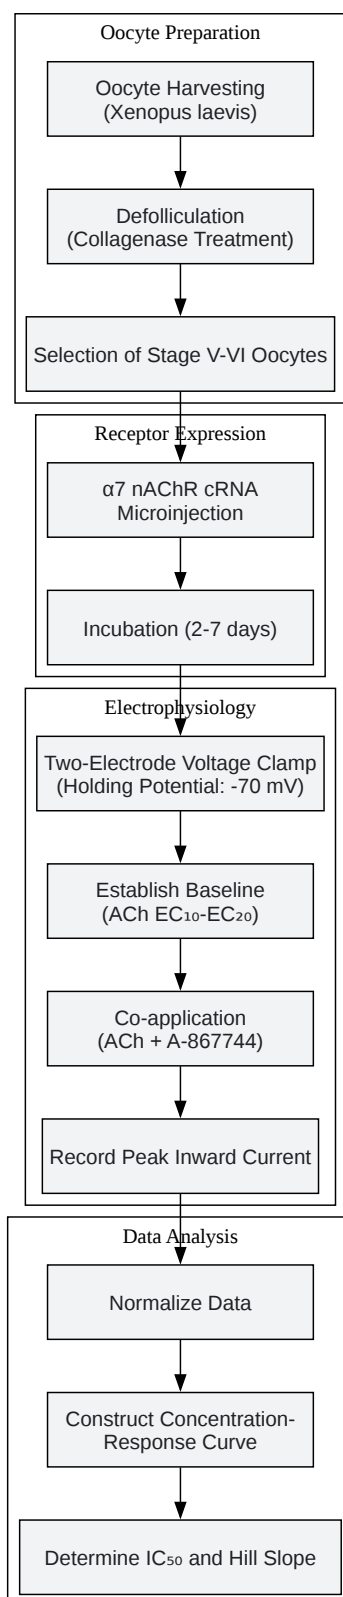 Oocyte Preparation
Oocyte Harvesting
(Xenopus laevis)
Defolliculation
(Collagenase Treatment)
Selection of Stage V-VI Oocytes
Receptor Expression
α7 nAChR cRNA
Microinjection
Incubation (2-7 days)
Electrophysiology
Two-Electrode Voltage Clamp
(Holding Potential: -70 mV)
Establish Baseline
(ACh EC₁₀-EC₂₀)
Co-application
(ACh + A-867744)
Record Peak Inward Current
Data Analysis
Normalize Data
Construct Concentration-
Response Curve
Determine IC₅₀ and Hill Slope